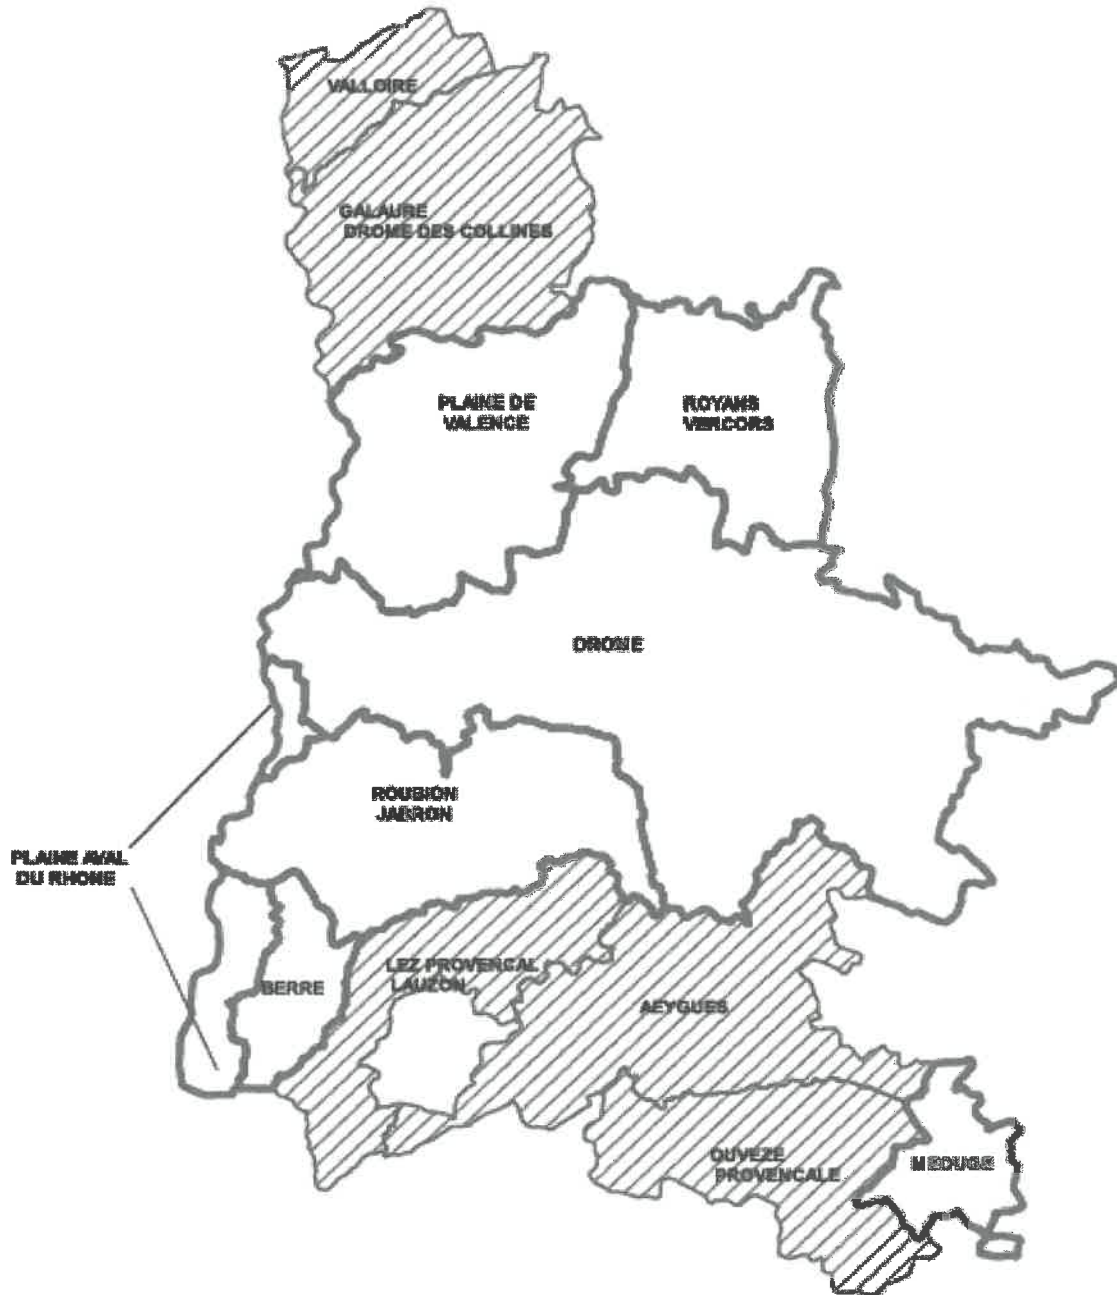 VALLOIRE
GALAURE
DROME DES COLLINES
PLAINE DE
VALENCE
ROYANS
VERCORS
DROME
ROUBION
JABRON
PLAINE AVAL
DU RHONE
LEZ PROVENCAL
LAUZON
BERRE
AEYGUES
OUVEZE
PROVENCALE
MEOUGE